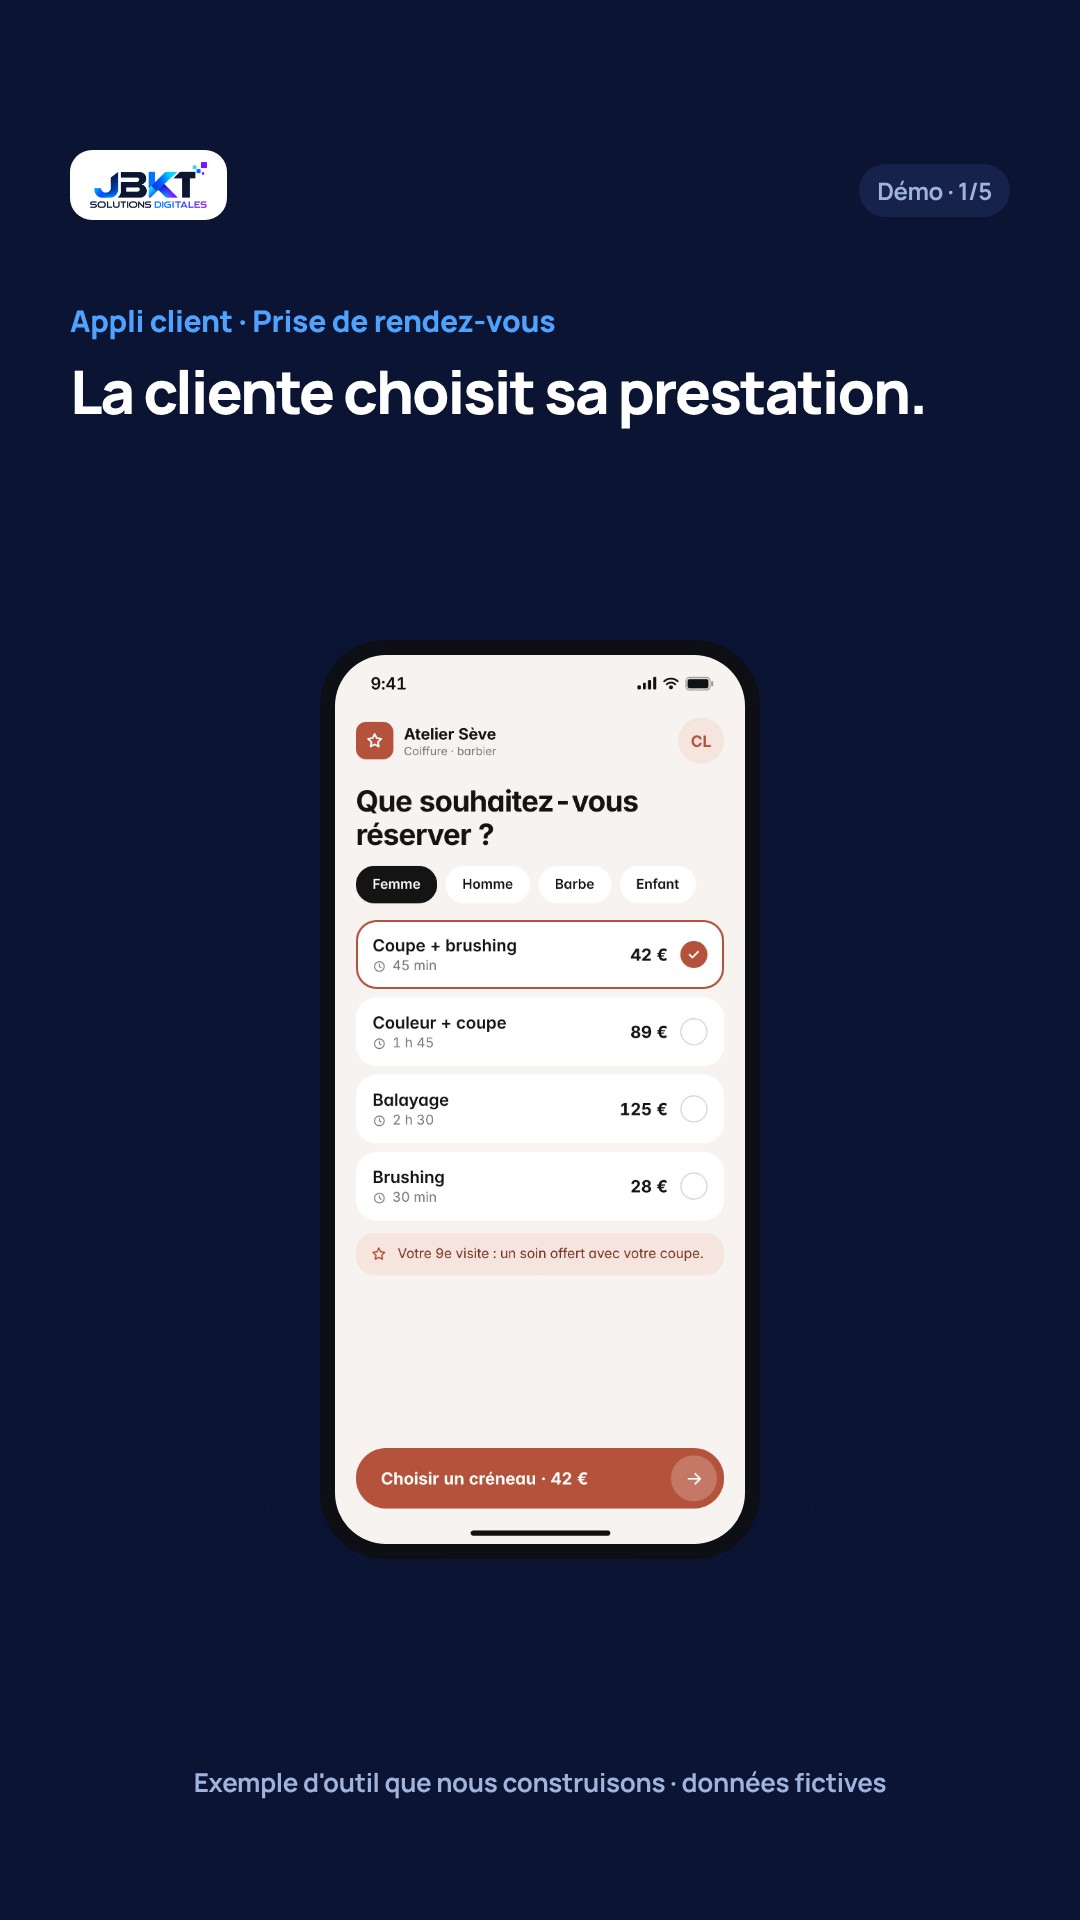 JBKT
SOLUTIONS DIGITALES
Démo · 1/5
Appli client · Prise de rendez-vous
La cliente choisit sa prestation.
9:41
Atelier Sève
Coiffure · barbier
CL
Que souhaitez-vous
réserver ?
Femme
Homme
Barbe
Enfant
Coupe + brushing
45 min
42 €
Couleur + coupe
1 h 45
89 €
Balayage
2 h 30
125 €
Brushing
30 min
28 €
Votre 9e visite : un soin offert avec votre coupe.
Choisir un créneau · 42 €
Exemple d'outil que nous construisons · données fictives